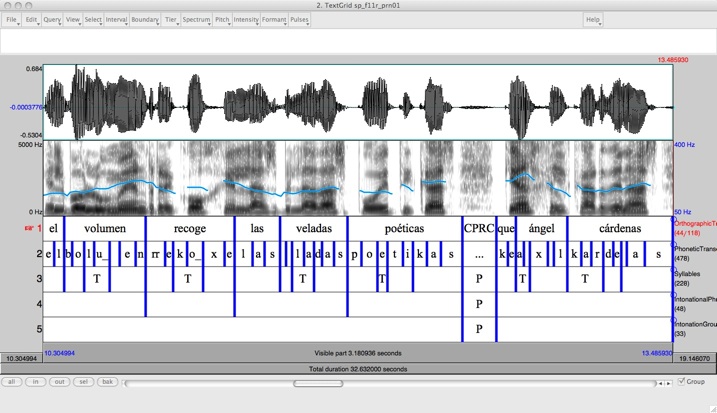 2. TextGrid sp_f11r_prn01
File Edit Query View Select Interval Boundary Tier Spectrum Pitch Intensity Formant Pulses Help
13.485930
0.684
-0.0003776
-0.5304
5000 Hz 400 Hz
0 Hz 50 Hz
1 el volumen recoge las veladas poéticas CPRC que ángel cárdenas
(44/118)
2 e l b o l u_ e n rr e k o_ x e l a s l a d a s p o e t i k a s ... k e a x l k a r d e a s
(478)
3 T T T T P T T Syllables
(228)
4 P
(48)
5 P
(33)
10.304994 Visible part 3.180936 seconds 13.485930
10.304994 19.146070
Total duration 32.632000 seconds
all in out sel bak Group